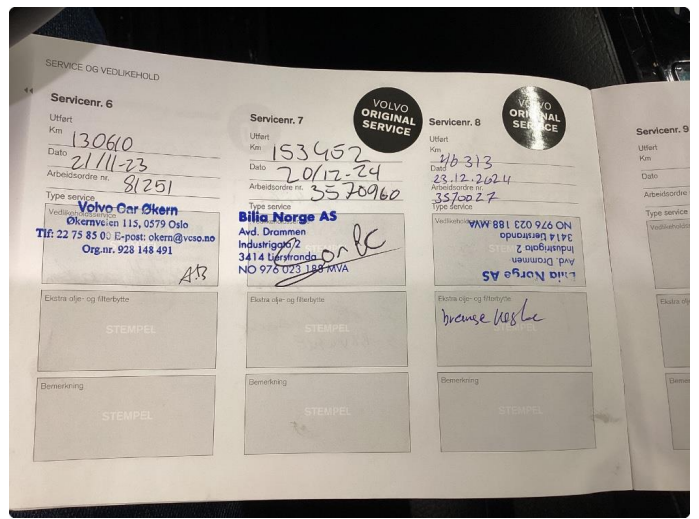 SERVICE OG VEDLIKEHOLD
Servicenr. 6
Utført
Km 130610
Dato 21/11-23
Arbeidsordre nr. 81251
Type service
Vedlikeholdsservice
Volvo Car Økern
Økernveien 115, 0579 Oslo
Tlf: 22 75 85 00 E-post: okern@vcso.no
Org.nr. 928 148 491
Ekstra olje- og filterbytte
STEMPEL
Bemerkning
STEMPEL
Servicenr. 7
VOLVO
ORIGINAL
SERVICE
Utført
Km 153452
Dato 20/12-24
Arbeidsordre nr. 3570960
Type service
Bilia Norge AS
Avd. Drammen
Industrigata 2
3414 Lierstranda
NO 976 023 188 MVA
Ekstra olje- og filterbytte
STEMPEL
Bemerkning
STEMPEL
Servicenr. 8
VOLVO
ORIGINAL
SERVICE
Utført
Km
Dato 23.12.2024
Arbeidsordre nr. 3570027
Type service
Bilia Norge AS
Avd. Drammen
Industrigata 2
3414 Lierstranda
NO 976 023 188 MVA
Ekstra olje- og filterbytte
STEMPEL
Bemerkning
STEMPEL
Servicenr. 9
Utført
Km
Dato
Arbeidsordre
Type service